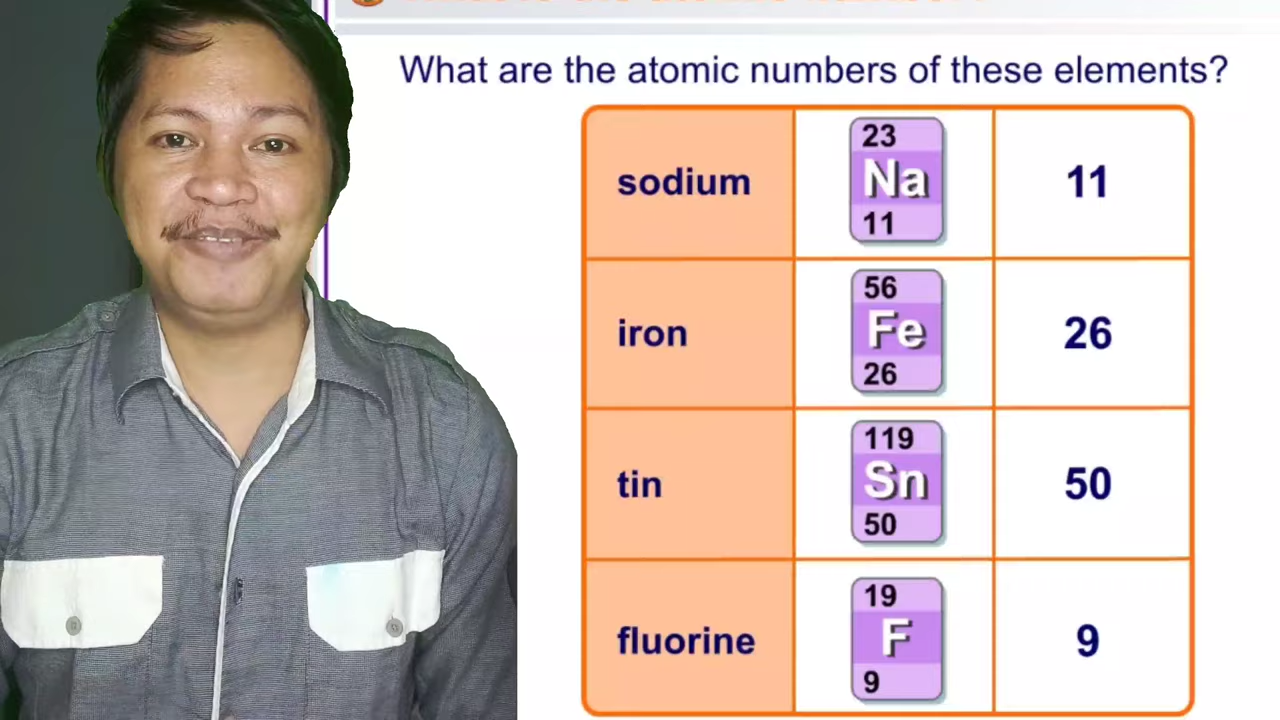 What are the atomic numbers of these elements?
sodium
23
Na
11
11
iron
56
Fe
26
26
tin
119
Sn
50
50
fluorine
19
F
9
9